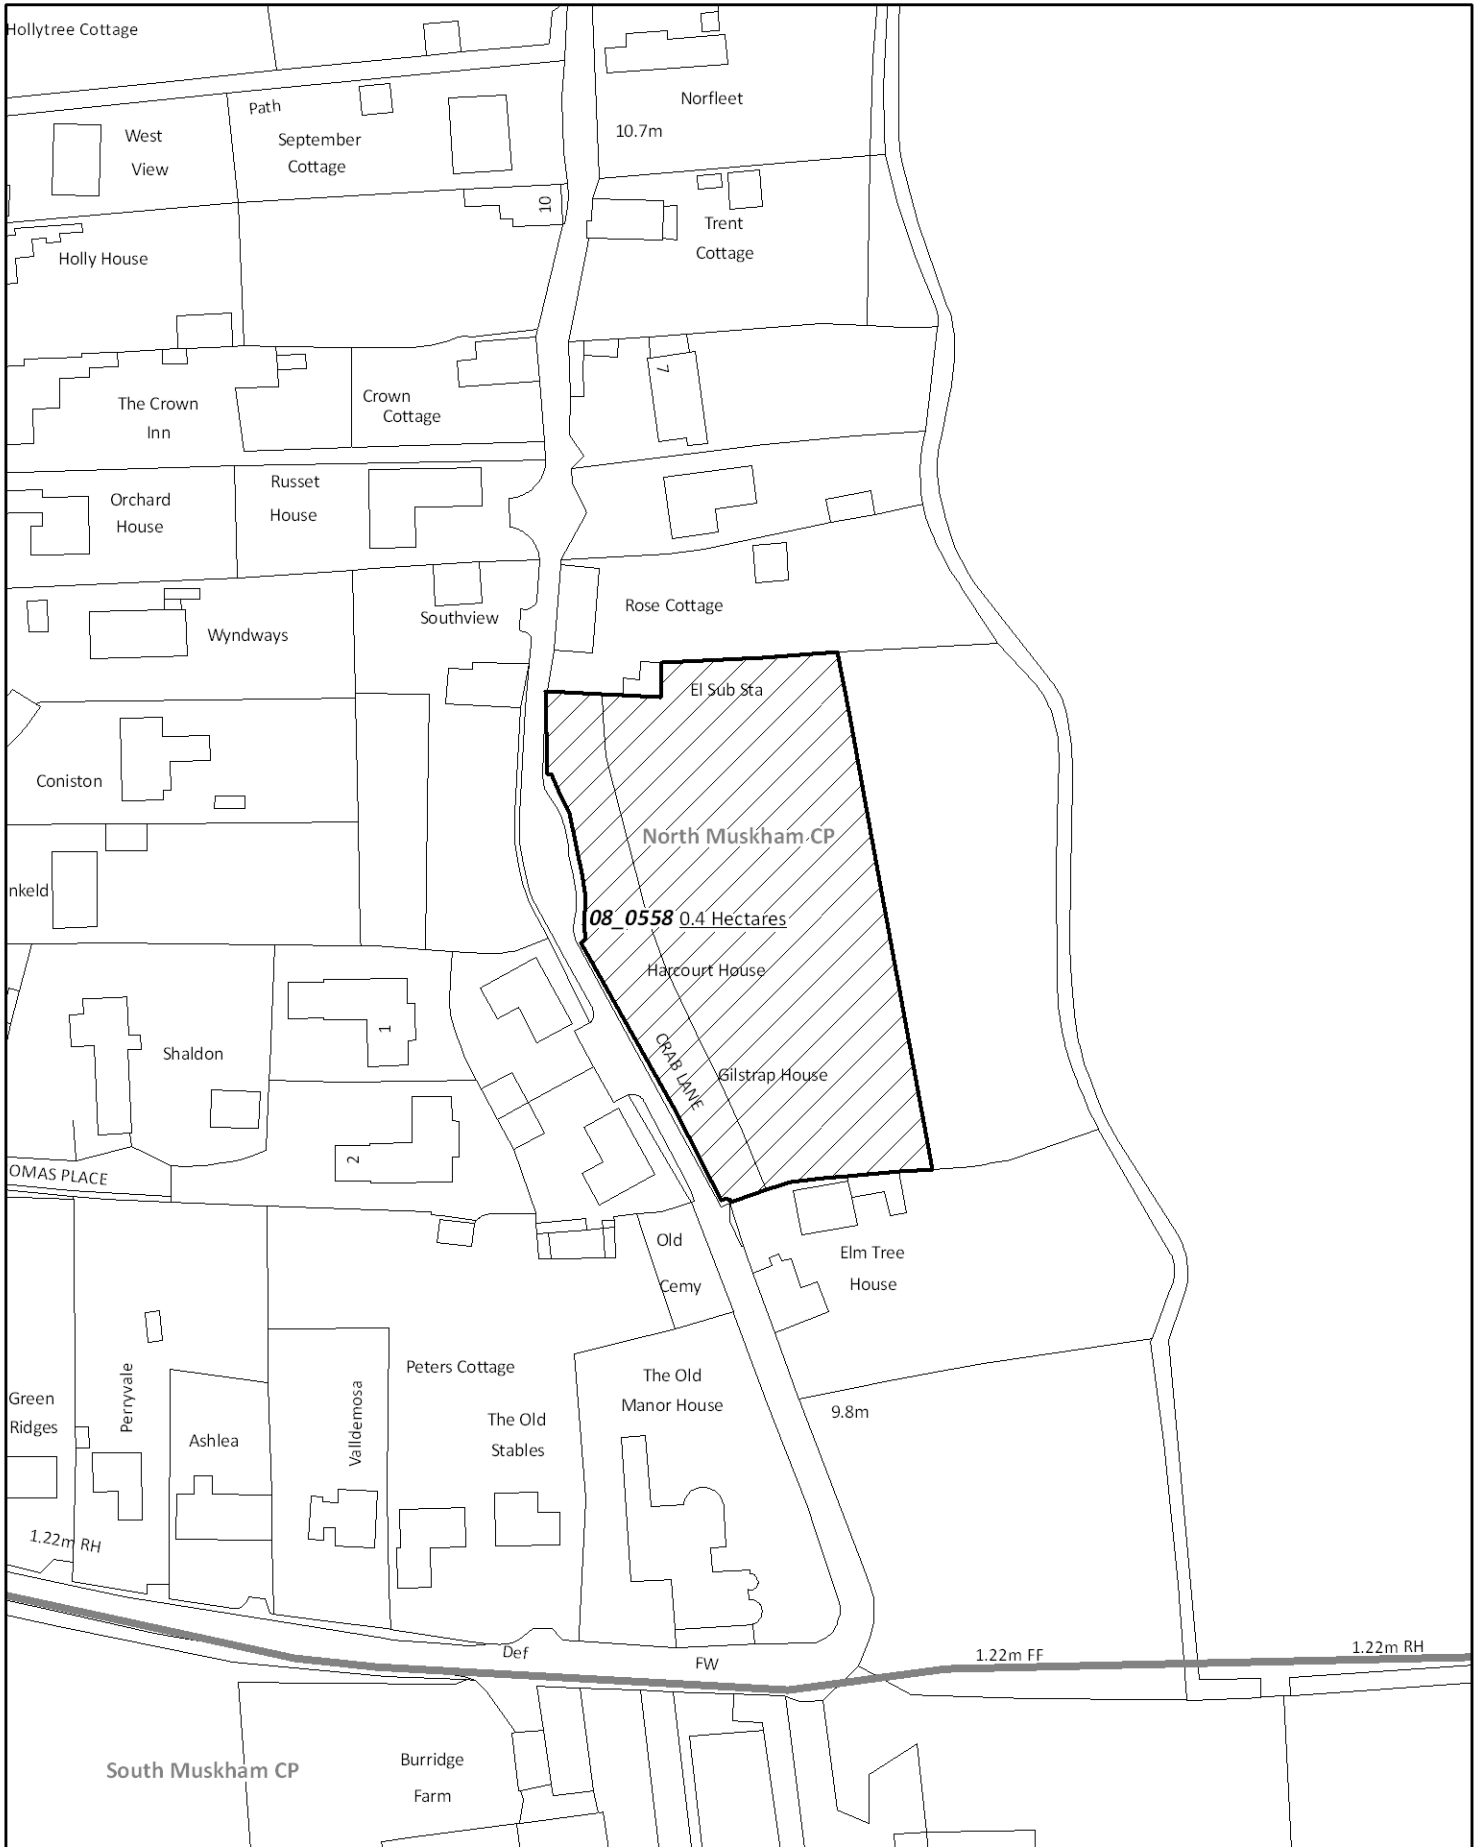 Hollytree Cottage
Norfleet
Path
10.7m
West
View
September
Cottage
10
Trent
Cottage
Holly House
7
Crown
Cottage
The Crown
Inn
Russet
House
Orchard
House
Rose Cottage
Southview
Wyndways
El Sub Sta
Coniston
North Muskham CP
nkeld
08_0558 0.4 Hectares
Harcourt House
1
Shaldon
CRAB LANE
Gilstrap House
2
OMAS PLACE
Old
Cemy
Elm Tree
House
Peters Cottage
The Old
Manor House
Perryvale
Green
Ridges
Valldemosa
9.8m
The Old
Stables
Ashlea
1.22m RH
Def
FW
1.22m FF
1.22m RH
South Muskham CP
Burridge
Farm